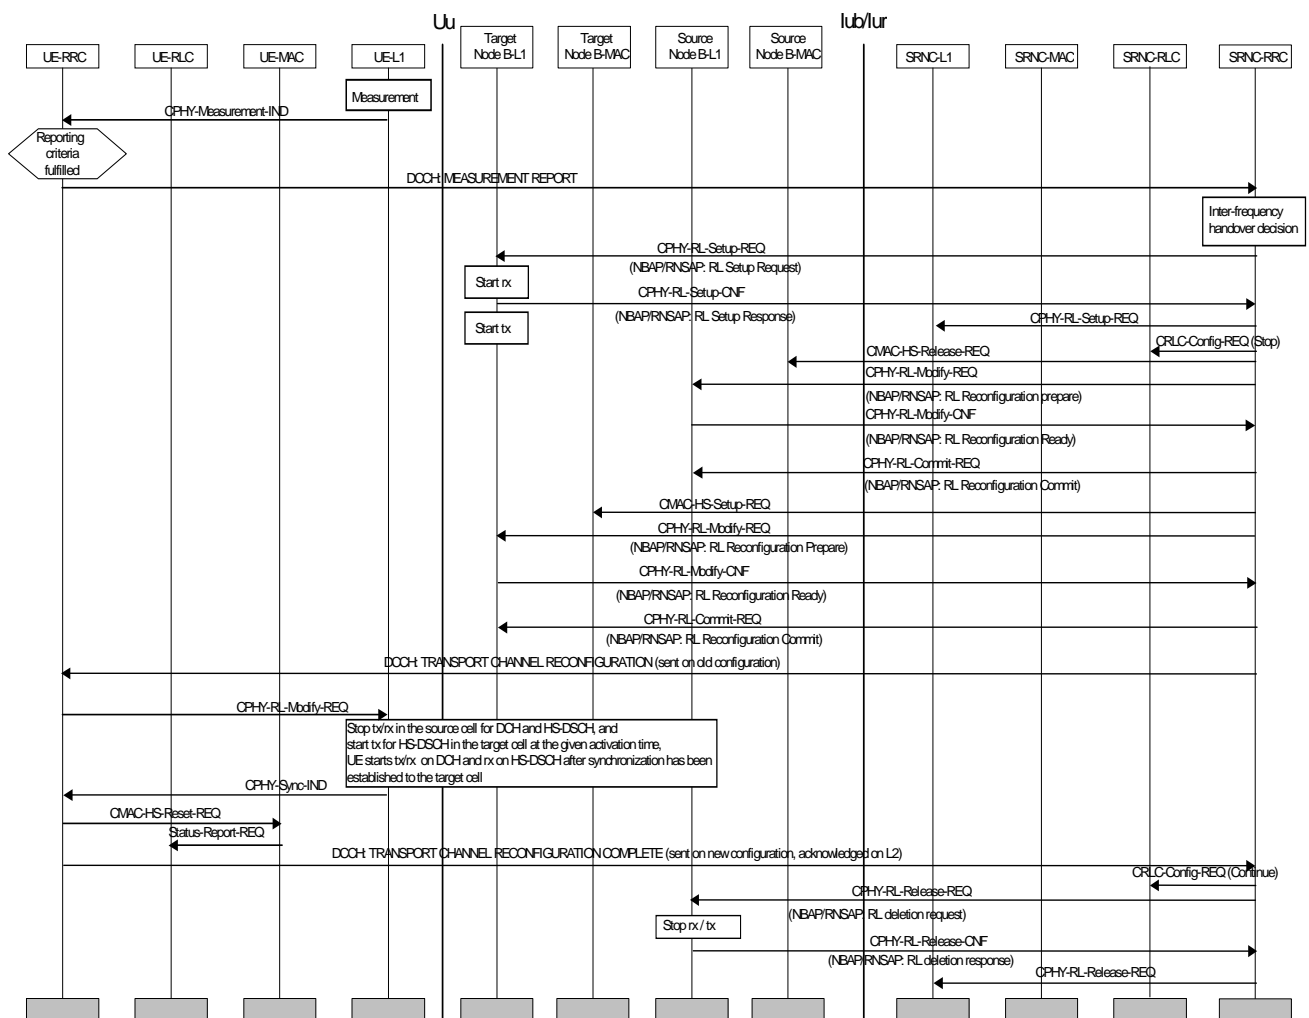 Uu
Iub/Iur
UE-RRC
UE-RLC
UE-MAC
UE-L1
Target
Node B-L1
Target
Node B-MAC
Source
Node B-L1
Source
Node B-MAC
SRNC-L1
SRNC-MAC
SRNC-RLC
SRNC-RRC
Measurement
CPHY-Measurement-IND
Reporting
criteria
fulfilled
DCCH: MEASUREMENT REPORT
Inter-frequency
handover decision
CPHY-RL-Setup-REQ
(NBAP/RNSAP: RL Setup Request)
Start rx
CPHY-RL-Setup-CNF
(NBAP/RNSAP: RL Setup Response)
Start tx
CPHY-RL-Setup-REQ
CRLC-Config-REQ (Stop)
CMAC-HS-Release-REQ
CPHY-RL-Modify-REQ
(NBAP/RNSAP: RL Reconfiguration prepare)
CPHY-RL-Modify-CNF
(NBAP/RNSAP: RL Reconfiguration Ready)
CPHY-RL-Commit-REQ
(NBAP/RNSAP: RL Reconfiguration Commit)
CMAC-HS-Setup-REQ
CPHY-RL-Modify-REQ
(NBAP/RNSAP: RL Reconfiguration Prepare)
CPHY-RL-Modify-CNF
(NBAP/RNSAP: RL Reconfiguration Ready)
CPHY-RL-Commit-REQ
(NBAP/RNSAP: RL Reconfiguration Commit)
DCCH: TRANSPORT CHANNEL RECONFIGURATION (sent on old configuration)
CPHY-RL-Modify-REQ
Stop tx/rx in the source cell for DCH and HS-DSCH, and
start tx for HS-DSCH in the target cell at the given activation time,
UE starts tx/rx on DCH and rx on HS-DSCH after synchronization has been
established to the target cell
CPHY-Sync-IND
CMAC-HS-Reset-REQ
Status-Report-REQ
DCCH: TRANSPORT CHANNEL RECONFIGURATION COMPLETE (sent on new configuration, acknowledged on L2)
CRLC-Config-REQ (Continue)
CPHY-RL-Release-REQ
(NBAP/RNSAP: RL deletion request)
Stop rx / tx
CPHY-RL-Release-CNF
(NBAP/RNSAP: RL deletion response)
CPHY-RL-Release-REQ